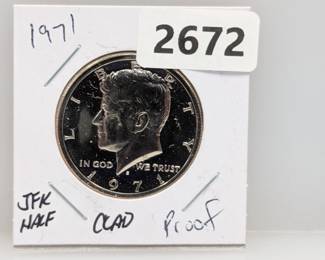 1971
2672
LIBERTY
IN GOD WE TRUST
S
1971
JFK
HALF
CLAD
Proof